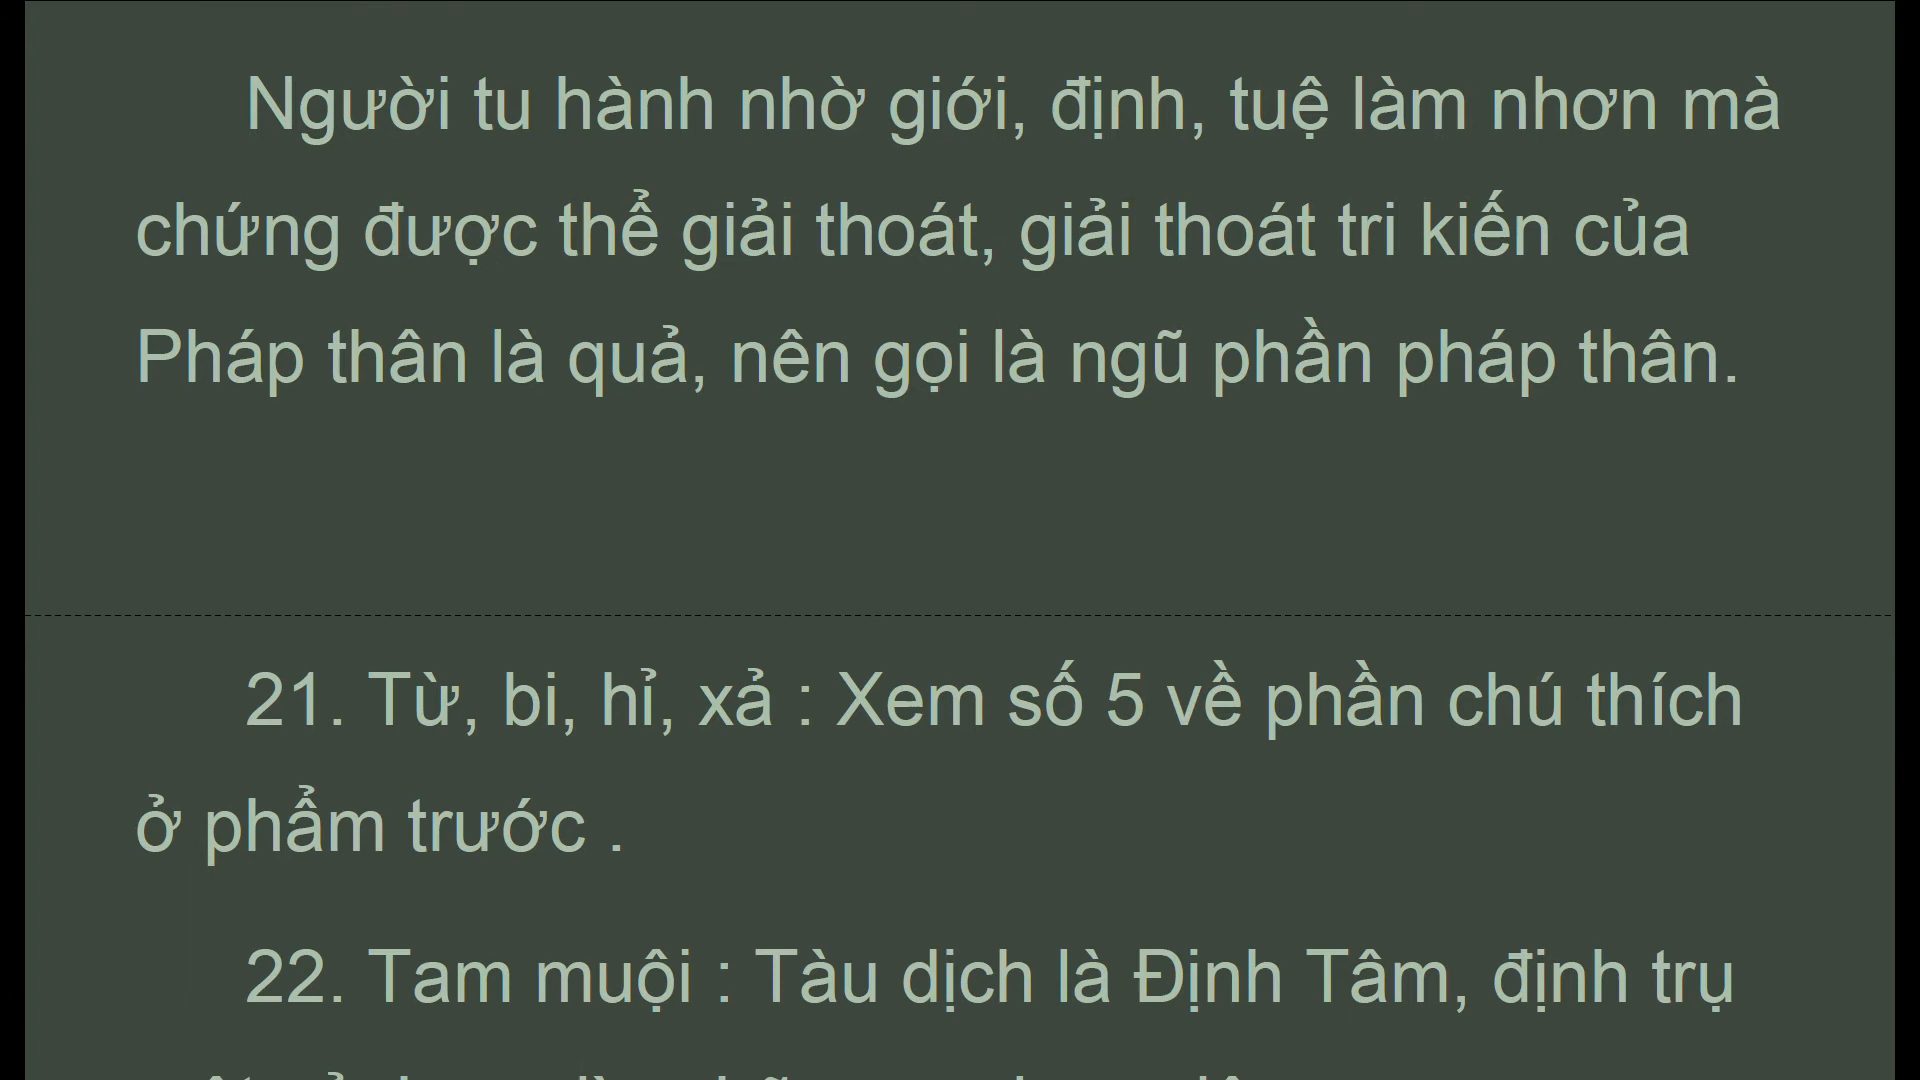 Người tu hành nhờ giới, định, tuệ làm nhơn mà
chứng được thể giải thoát, giải thoát tri kiến của
Pháp thân là quả, nên gọi là ngũ phần pháp thân.
21. Từ, bi, hỉ, xả : Xem số 5 về phần chú thích
ở phẩm trước .
22. Tam muội : Tàu dịch là Định Tâm, định trụ